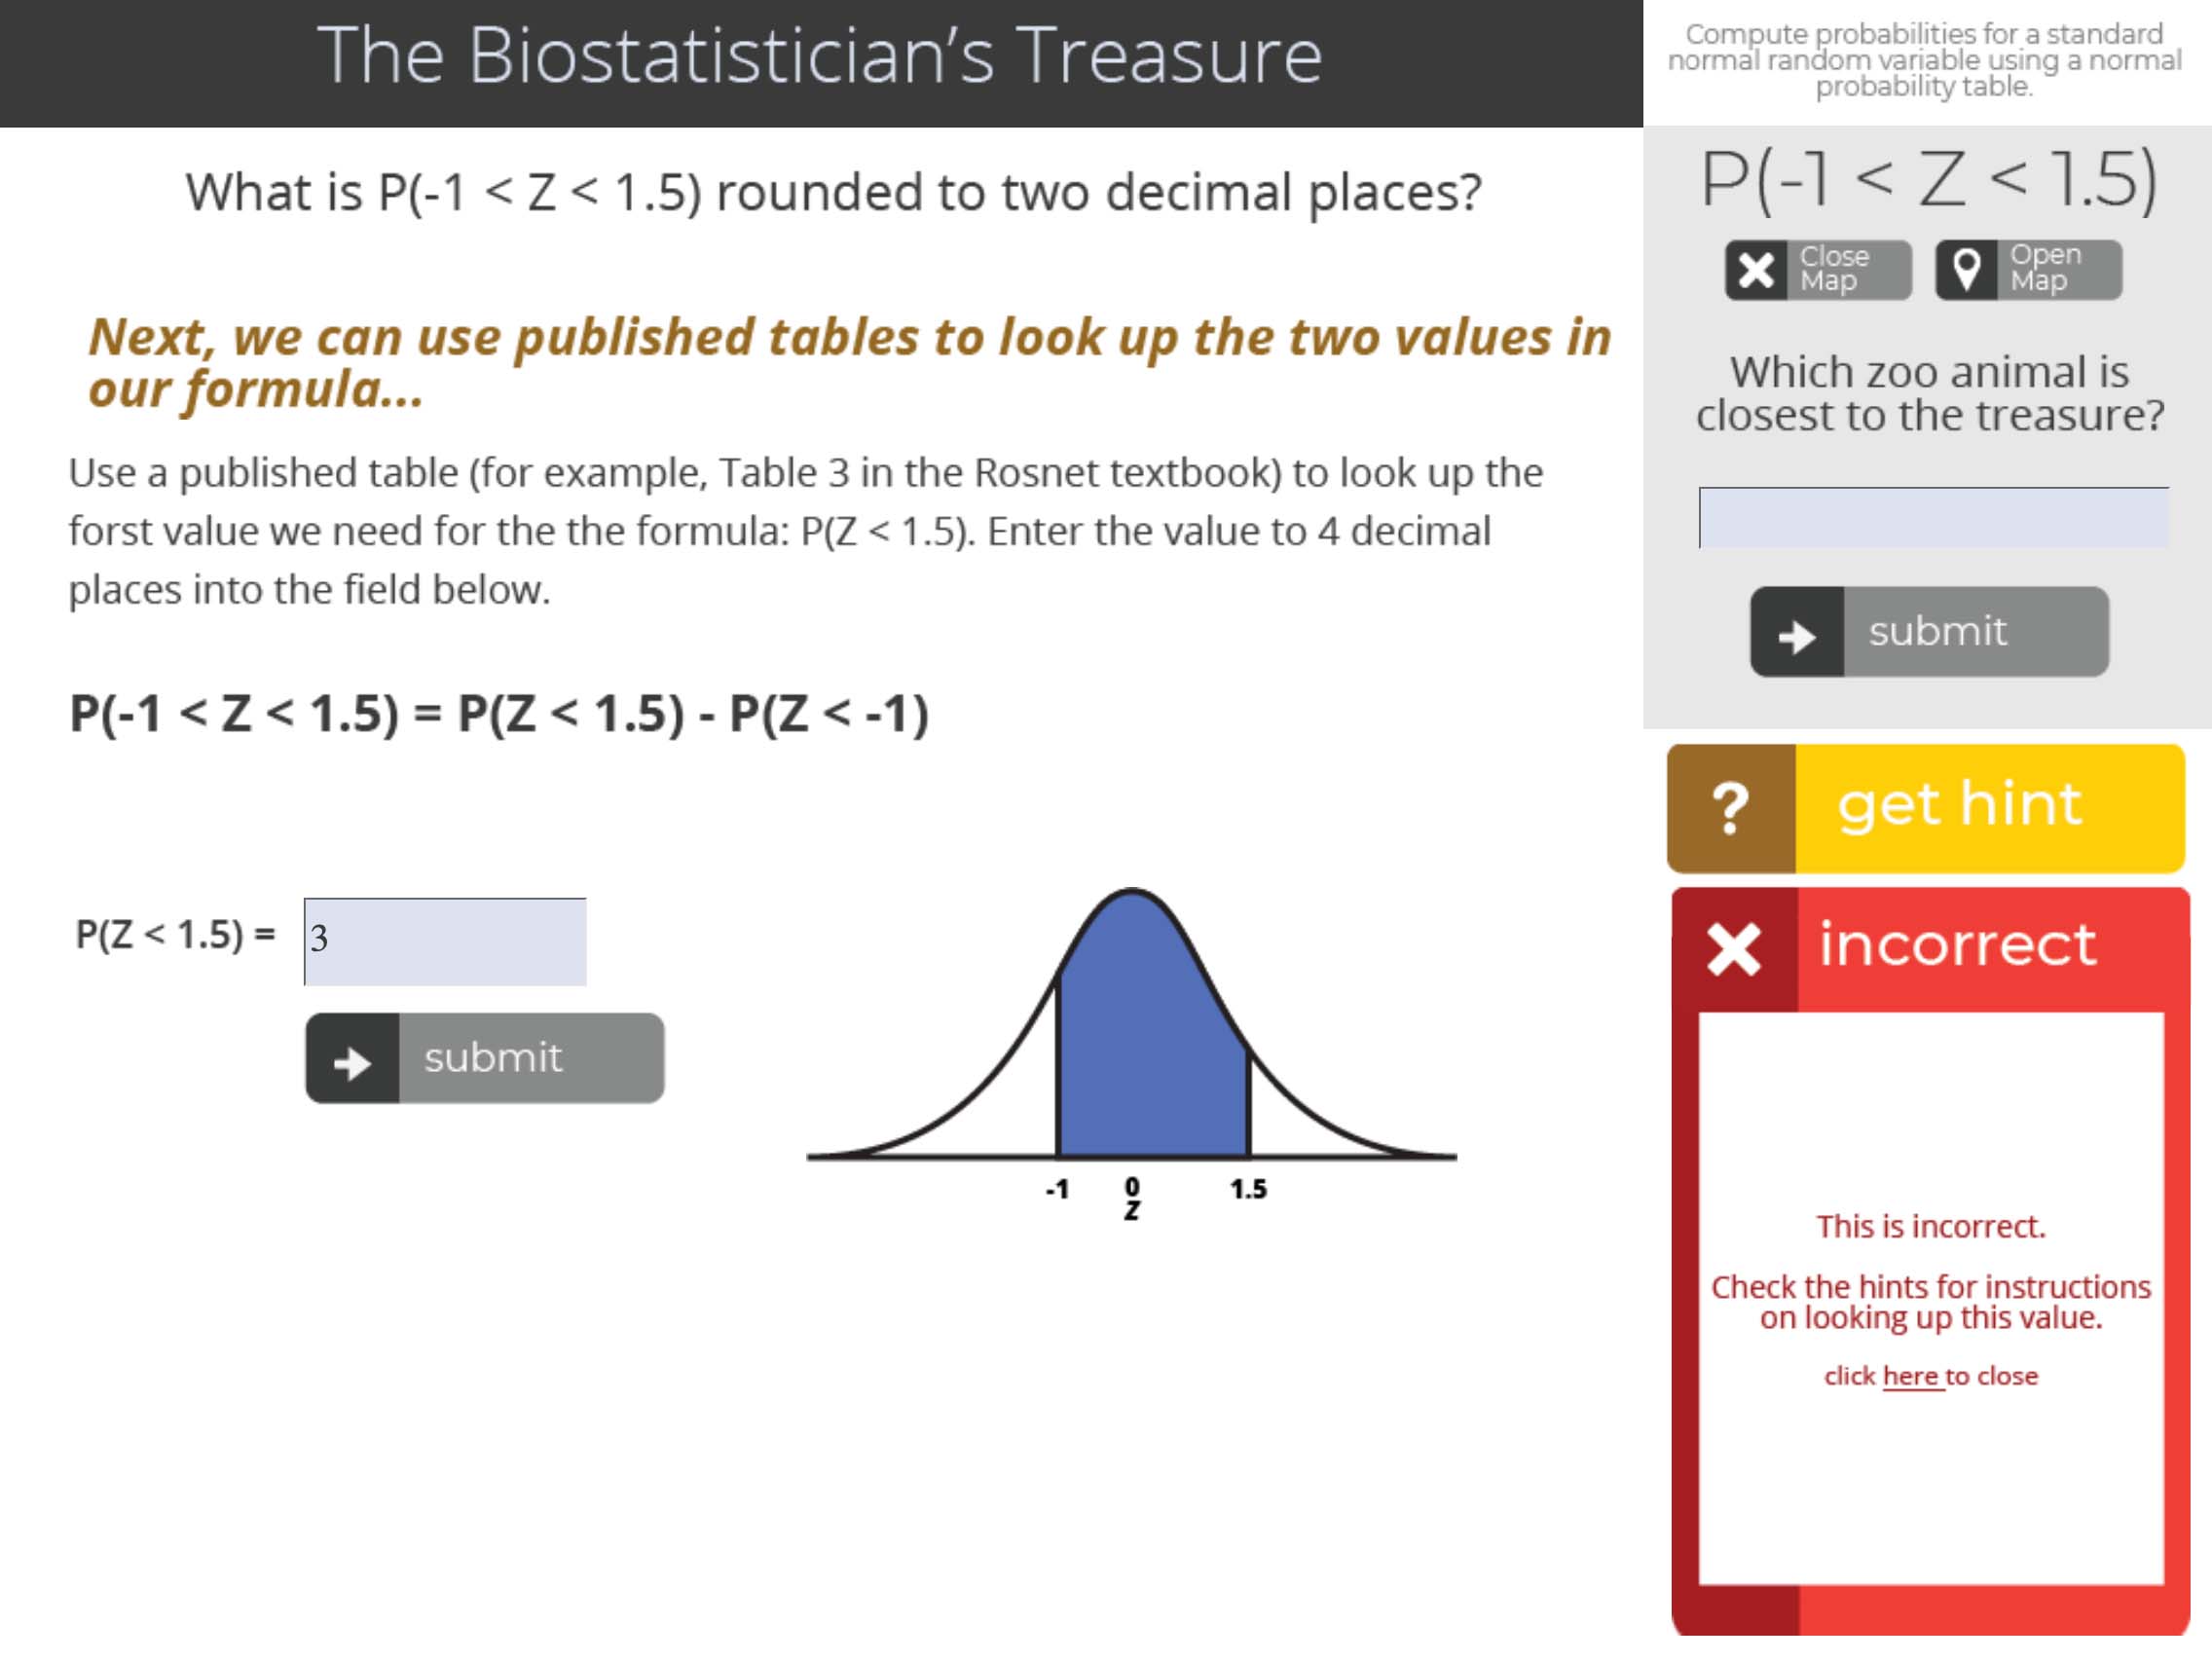 The Biostatistician's Treasure
What is P(-1 < Z < 1.5) rounded to two decimal places?
Next, we can use published tables to look up the two values in
our formula...
Use a published table (for example, Table 3 in the Rosnet textbook) to look up the
forst value we need for the the formula: P(Z < 1.5). Enter the value to 4 decimal
places into the field below.
P(-1 < Z < 1.5) = P(Z < 1.5) - P(Z < -1)
P(Z < 1.5) = 3
submit
-1 0 1.5
Z
Compute probabilities for a standard
normal random variable using a normal
probability table.
P(-1 < Z < 1.5)
Close
Map
Open
Map
Which zoo animal is
closest to the treasure?
submit
? get hint
incorrect
This is incorrect.
Check the hints for instructions
on looking up this value.
click here to close